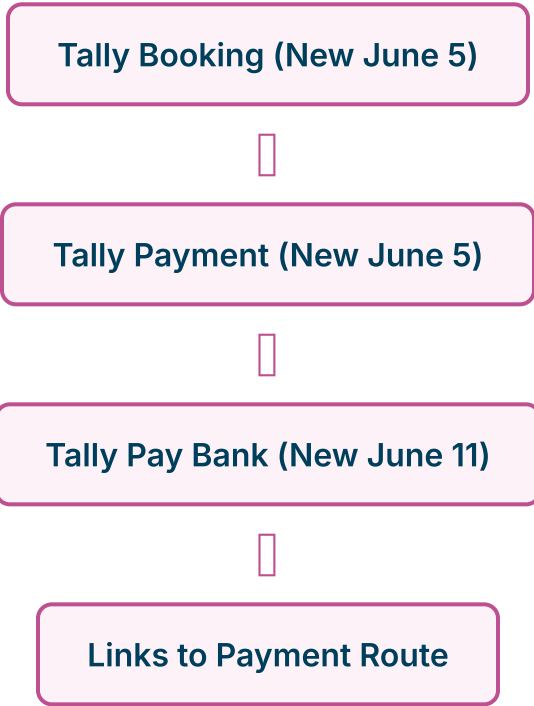 Tally Booking (New June 5)
Tally Payment (New June 5)
Tally Pay Bank (New June 11)
Links to Payment Route